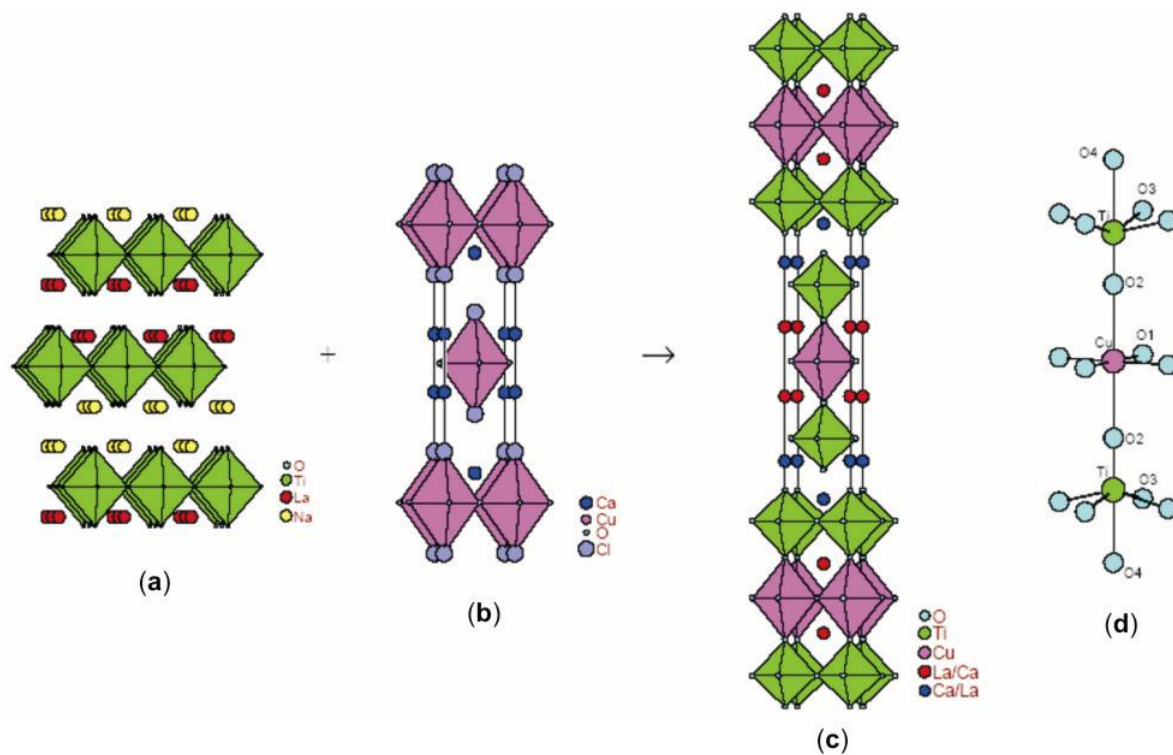 O
Ti
La
Na
(a)
+
Ca
Cu
O
Cl
(b)
→
O
Ti
Cu
La/Ca
Ca/La
(c)
O4
O3
Ti
O2
O1
Cu
O2
Ti
O3
O4
(d)